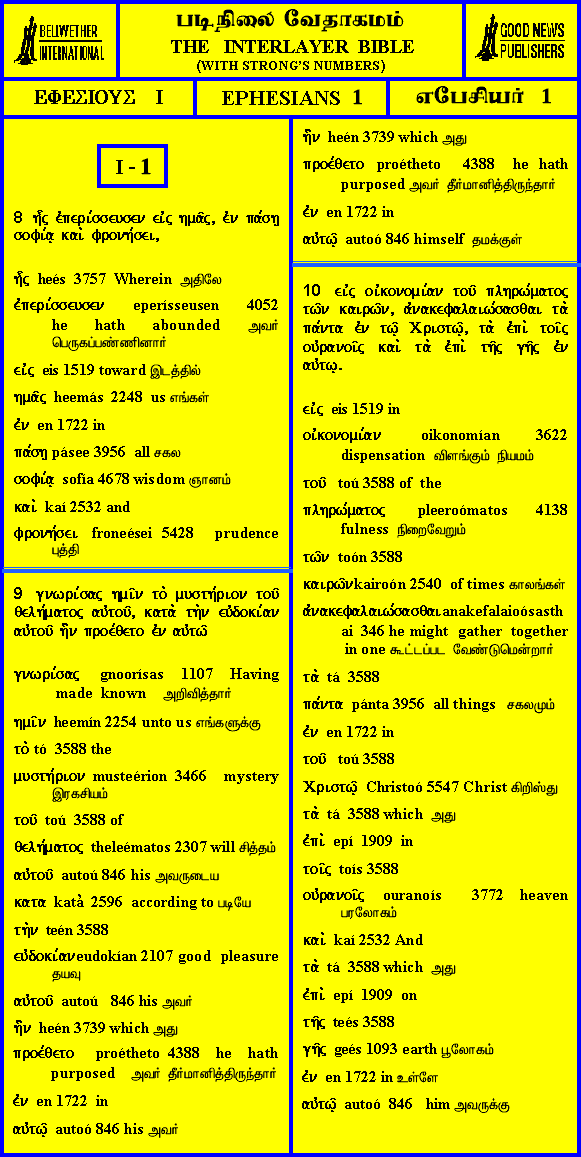 BELIWETHER
INTERNATIONAL
படிநிலை வேதாகமம்
THE INTERLAYER BIBLE
(WITH STRONG'S NUMBERS)
GOOD NEWS
PUBLISHERS
ΕΦΕΣΙΟΥΣ I
EPHESIANS 1
எபேசியர் 1
I - 1
8 ἧς ἐπερίσσευσεν εἰς ημᾶς, ἐν πάσῃ
σοφίᾳ καὶ φρονήσει,
ἧς heés 3757 Wherein அதிலே
ἐπερίσσευσεν eperísseusen 4052
he hath abounded அவர்
பெருகப்பண்ணினார்
εἰς eis 1519 toward இடத்தில்
ημᾶς heemás 2248 us எங்கள்
ἐν en 1722 in
πάσῃ pásee 3956 all சகல
σοφίᾳ sofía 4678 wisdom ஞானம்
καὶ kaí 2532 and
φρονήσει froneései 5428 prudence
புத்தி
9 γνωρίσας ημῖν τὸ μυστήριον τοῦ
θελήματος αὐτοῦ, κατὰ τὴν εὐδοκίαν
αὐτοῦ ἣν προέθετο ἐν αὐτῶ
γνωρίσας gnoorísas 1107 Having
made known அறிவித்தார்
ημῖν heemín 2254 unto us எங்களுக்கு
τὸ tó 3588 the
μυστήριον musteérion 3466 mystery
இரகசியம்
τοῦ toú 3588 of
θελήματος theleématos 2307 will சித்தம்
αὐτοῦ autoú 846 his அவருடைய
κατα katà 2596 according to படியே
τὴν teén 3588
εὐδοκίαν eudokían 2107 good pleasure
தயவு
αὐτοῦ autoú 846 his அவர்
ἣν heén 3739 which அது
προέθετο proétheto 4388 he hath
purposed அவர் தீர்மானித்திருந்தார்
ἐν en 1722 in
αὐτῶ autoó 846 his அவர்
ἣν heén 3739 which அது
προέθετο proétheto 4388 he hath
purposed அவர் தீர்மானித்திருந்தார்
ἐν en 1722 in
αὐτῶ autoó 846 himself தமக்குள்
10 εἰς οἰκονομίαν τοῦ πληρώματος
τῶν καιρῶν, ἀνακεφαλαιώσασθαι τὰ
πάντα ἐν τῷ Χριστῷ, τὰ ἐπὶ τοῖς
οὐρανοῖς καὶ τὰ ἐπὶ τῆς γῆς ἐν
αὐτῳ.
εἰς eis 1519 in
οἰκονομίαν oikonomían 3622
dispensation விளங்கும் நியமம்
τοῦ toú 3588 of the
πληρώματος pleeroómatos 4138
fulness நிறைவேறும்
τῶν toón 3588
καιρῶν kairoón 2540 of times காலங்கள்
ἀνακεφαλαιώσασθαι anakefalaioósasth
ai 346 he might gather together
in one கூட்டப்பட வேண்டுமென்றார்
τὰ tá 3588
πάντα pánta 3956 all things சகலமும்
ἐν en 1722 in
τοῦ toú 3588
Χριστῷ Christoó 5547 Christ கிறிஸ்து
τὰ tá 3588 which அது
ἐπὶ epí 1909 in
τοῖς toís 3588
οὐρανοῖς ouranoís 3772 heaven
பரலோகம்
καὶ kaí 2532 And
τὰ tá 3588 which அது
ἐπὶ epí 1909 on
τῆς teés 3588
γῆς geés 1093 earth பூலோகம்
ἐν en 1722 in உள்ளே
αὐτῷ autoó 846 him அவருக்கு